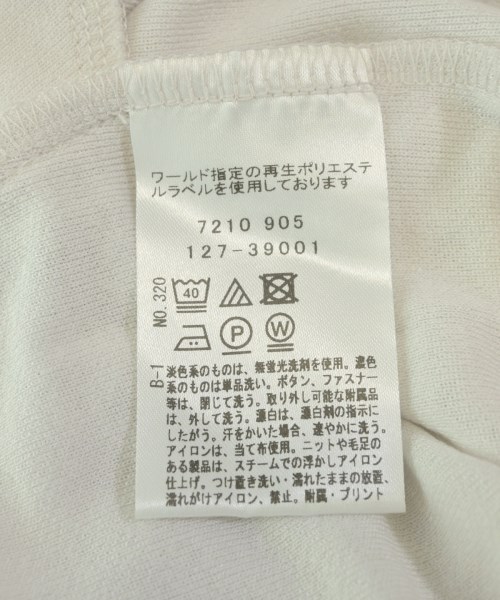 ワールド指定の再生ポリエステ
ルラベルを使用しております
7210 905
127-39001
NO.320
40
P
W
B-1
淡色系のものは、無蛍光洗剤を使用。濃色
系のものは単品洗い。ボタン、ファスナー
等は、閉じて洗う。取り外し可能な附属品
は、外して洗う。漂白は、漂白剤の指示に
したがう。汗をかいた場合、速やかに洗う。
アイロンは、当て布使用。ニットや毛足の
ある製品は、スチームでの浮かしアイロン
仕上げ。つけ置き洗い・濡れたままの放置、
濡れがけアイロン、禁止。附属・プリント